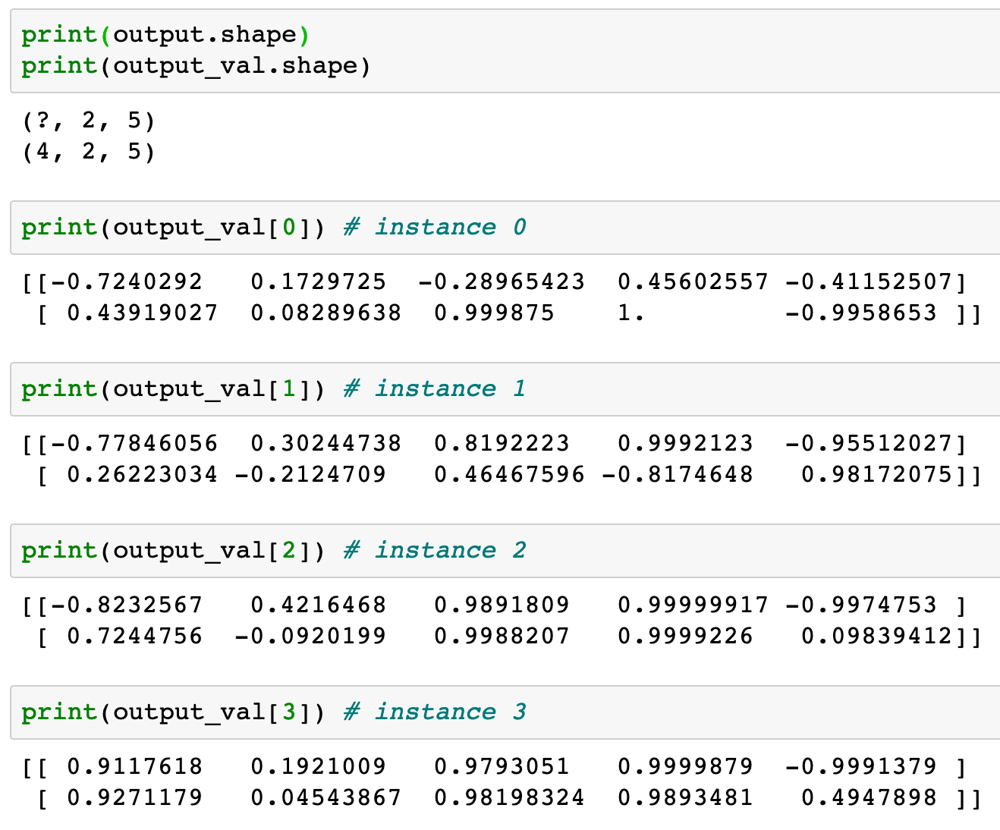 print(output.shape)
print(output_val.shape)
(?, 2, 5)
(4, 2, 5)
print(output_val[0]) # instance 0
[[-0.7240292   0.1729725  -0.28965423  0.45602557 -0.41152507]
 [ 0.43919027  0.08289638  0.999875    1.         -0.9958653 ]]
print(output_val[1]) # instance 1
[[-0.77846056  0.30244738  0.8192223   0.9992123  -0.95512027]
 [ 0.26223034 -0.2124709   0.46467596 -0.8174648   0.98172075]]
print(output_val[2]) # instance 2
[[-0.8232567   0.4216468   0.9891809   0.99999917 -0.9974753 ]
 [ 0.7244756  -0.0920199   0.9988207   0.9999226   0.09839412]]
print(output_val[3]) # instance 3
[[ 0.9117618   0.1921009   0.9793051   0.9999879  -0.9991379 ]
 [ 0.9271179   0.04543867  0.98198324  0.9893481   0.4947898 ]]